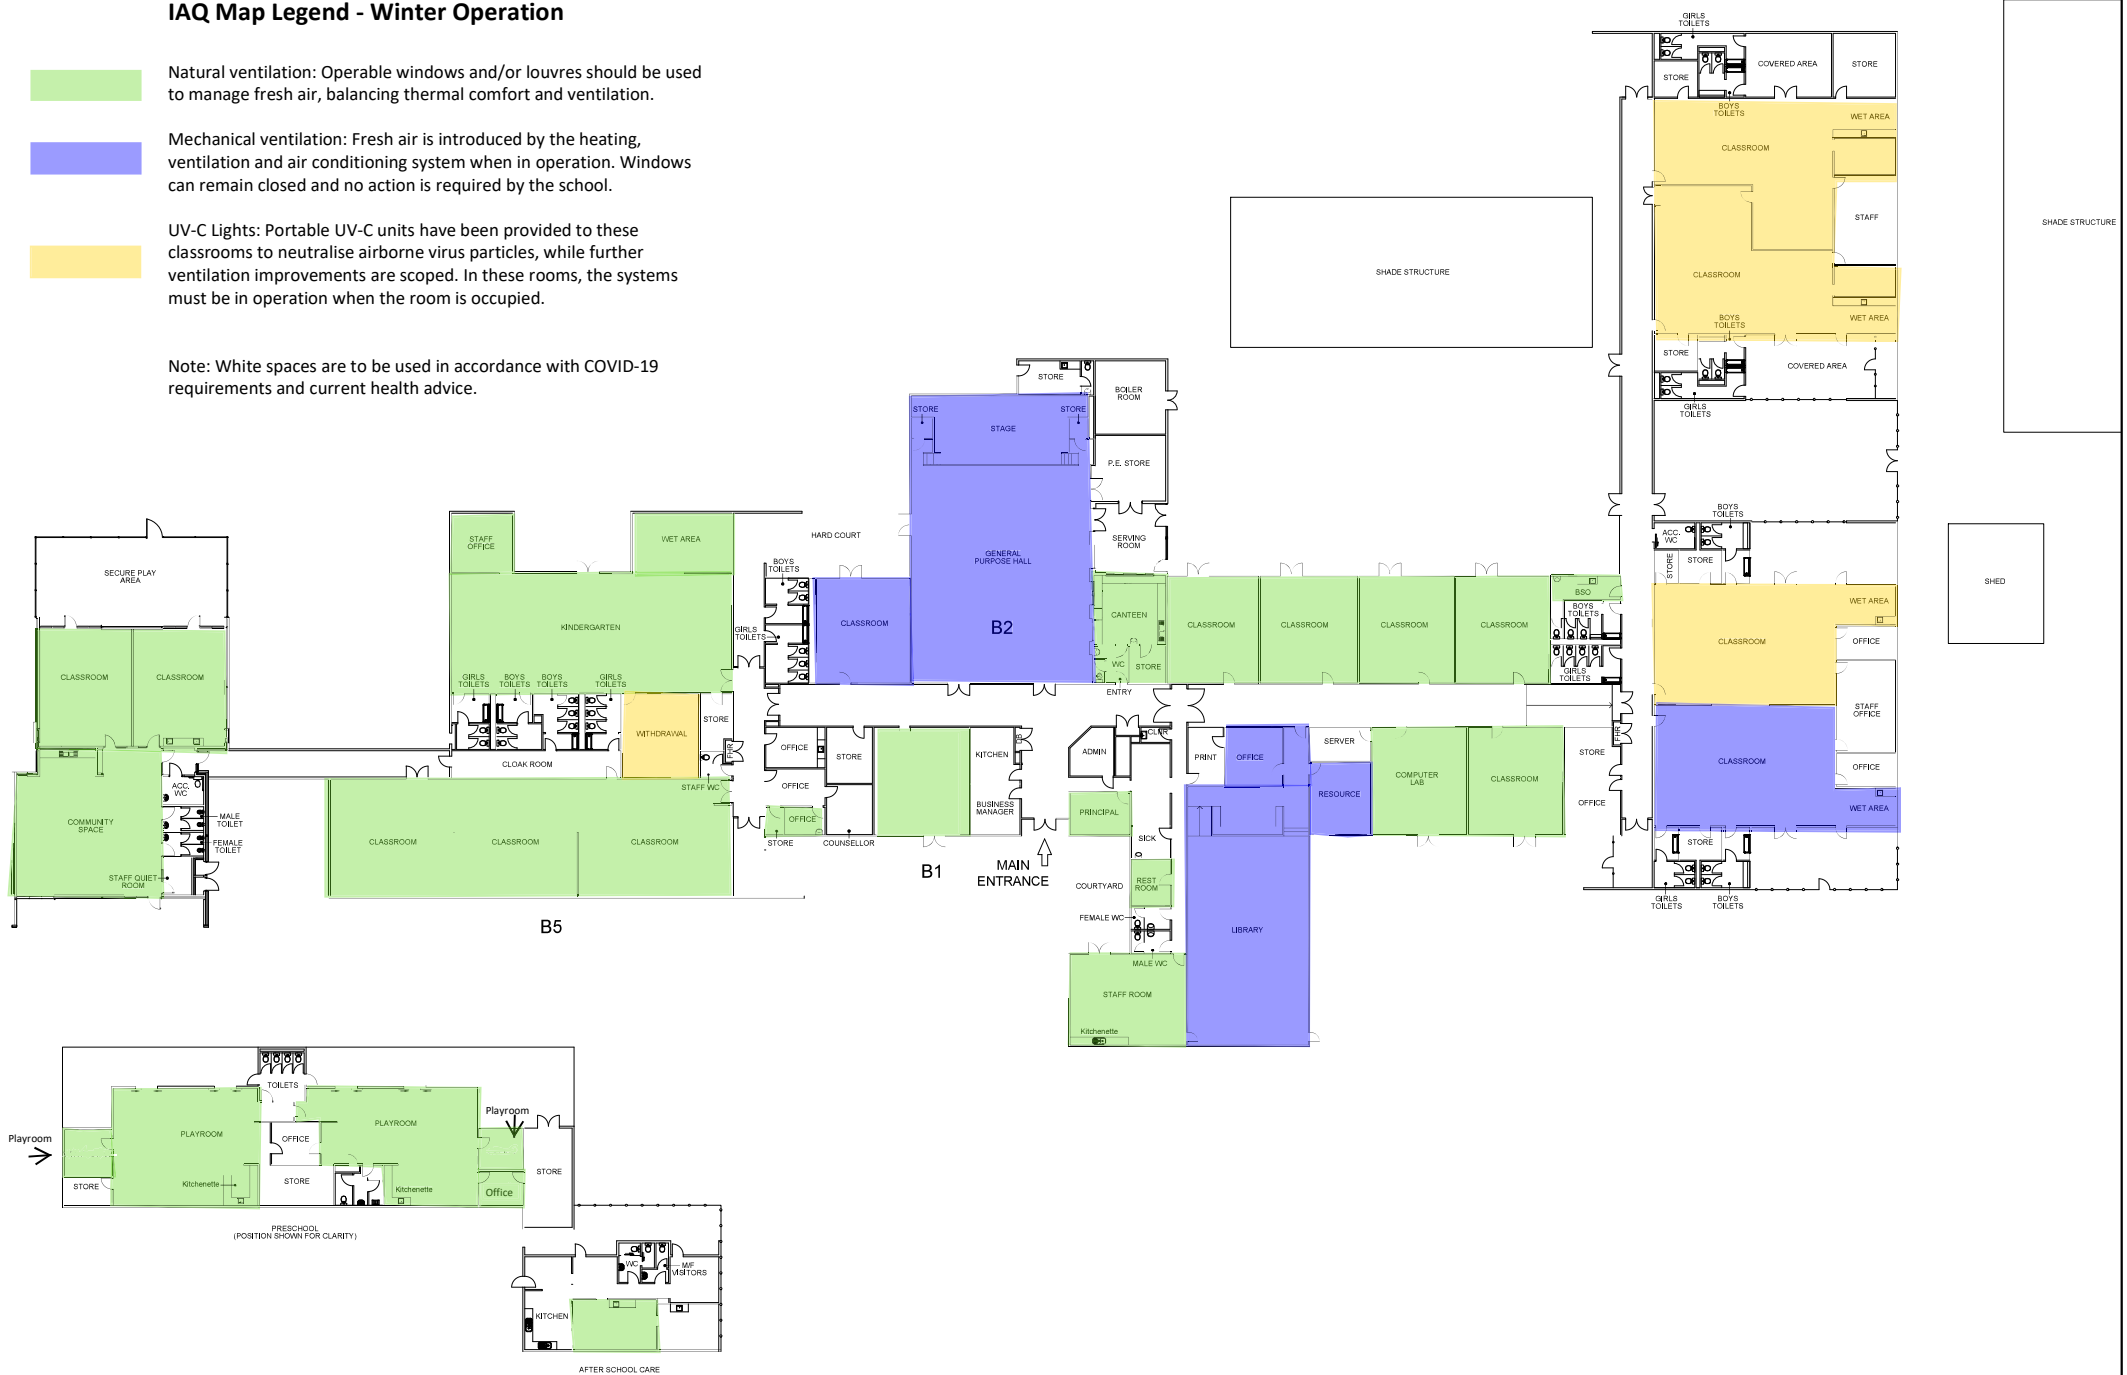 IAQ Map Legend - Winter Operation
Natural ventilation: Operable windows and/or louvres should be used
to manage fresh air, balancing thermal comfort and ventilation.
Mechanical ventilation: Fresh air is introduced by the heating,
ventilation and air conditioning system when in operation. Windows
can remain closed and no action is required by the school.
UV-C Lights: Portable UV-C units have been provided to these
classrooms to neutralise airborne virus particles, while further
ventilation improvements are scoped. In these rooms, the systems
must be in operation when the room is occupied.
Note: White spaces are to be used in accordance with COVID-19
requirements and current health advice.
GIRLS
TOILETS
COVERED AREA
STORE
STORE
BOYS
TOILETS
WET AREA
CLASSROOM
STAFF
SHADE STRUCTURE
SHADE STRUCTURE
CLASSROOM
BOYS
TOILETS
WET AREA
STORE
COVERED AREA
GIRLS
TOILETS
STORE
BOILER
ROOM
STORE
STORE
STAGE
P.E. STORE
HARD COURT
SERVING
ROOM
GENERAL
PURPOSE HALL
B2
BOYS
TOILETS
ACC.
WC
STORE
STORE
SHED
SECURE PLAY
AREA
STAFF
OFFICE
WET AREA
KINDERGARTEN
BOYS
TOILETS
GIRLS
TOILETS
CLASSROOM
CANTEEN
WC
STORE
ENTRY
CLASSROOM
CLASSROOM
CLASSROOM
CLASSROOM
BSO
BOYS
TOILETS
GIRLS
TOILETS
WET AREA
CLASSROOM
OFFICE
STAFF
OFFICE
OFFICE
CLASSROOM
WET AREA
CLASSROOM
CLASSROOM
GIRLS
TOILETS
BOYS
TOILETS
BOYS
TOILETS
GIRLS
TOILETS
WITHDRAWAL
STORE
FHR
CLOAK ROOM
STAFF WC
OFFICE
STORE
OFFICE
OFFICE
STORE
COUNSELLOR
KITCHEN
DB
BUSINESS
MANAGER
ADMIN
CLNR
PRINT
OFFICE
SERVER
RESOURCE
COMPUTER
LAB
CLASSROOM
STORE
FHR
OFFICE
PRINCIPAL
SICK
B1
MAIN
ENTRANCE
COURTYARD
REST
ROOM
FEMALE WC
MALE WC
LIBRARY
STAFF ROOM
Kitchenette
STORE
GIRLS
TOILETS
BOYS
TOILETS
ACC.
WC
COMMUNITY
SPACE
MALE
TOILET
FEMALE
TOILET
STAFF QUIET
ROOM
CLASSROOM
CLASSROOM
CLASSROOM
B5
TOILETS
Playroom
Playroom
PLAYROOM
PLAYROOM
OFFICE
STORE
STORE
STORE
Kitchenette
Kitchenette
Office
PRESCHOOL
(POSITION SHOWN FOR CLARITY)
WC
M/F
VISITORS
KITCHEN
AFTER SCHOOL CARE